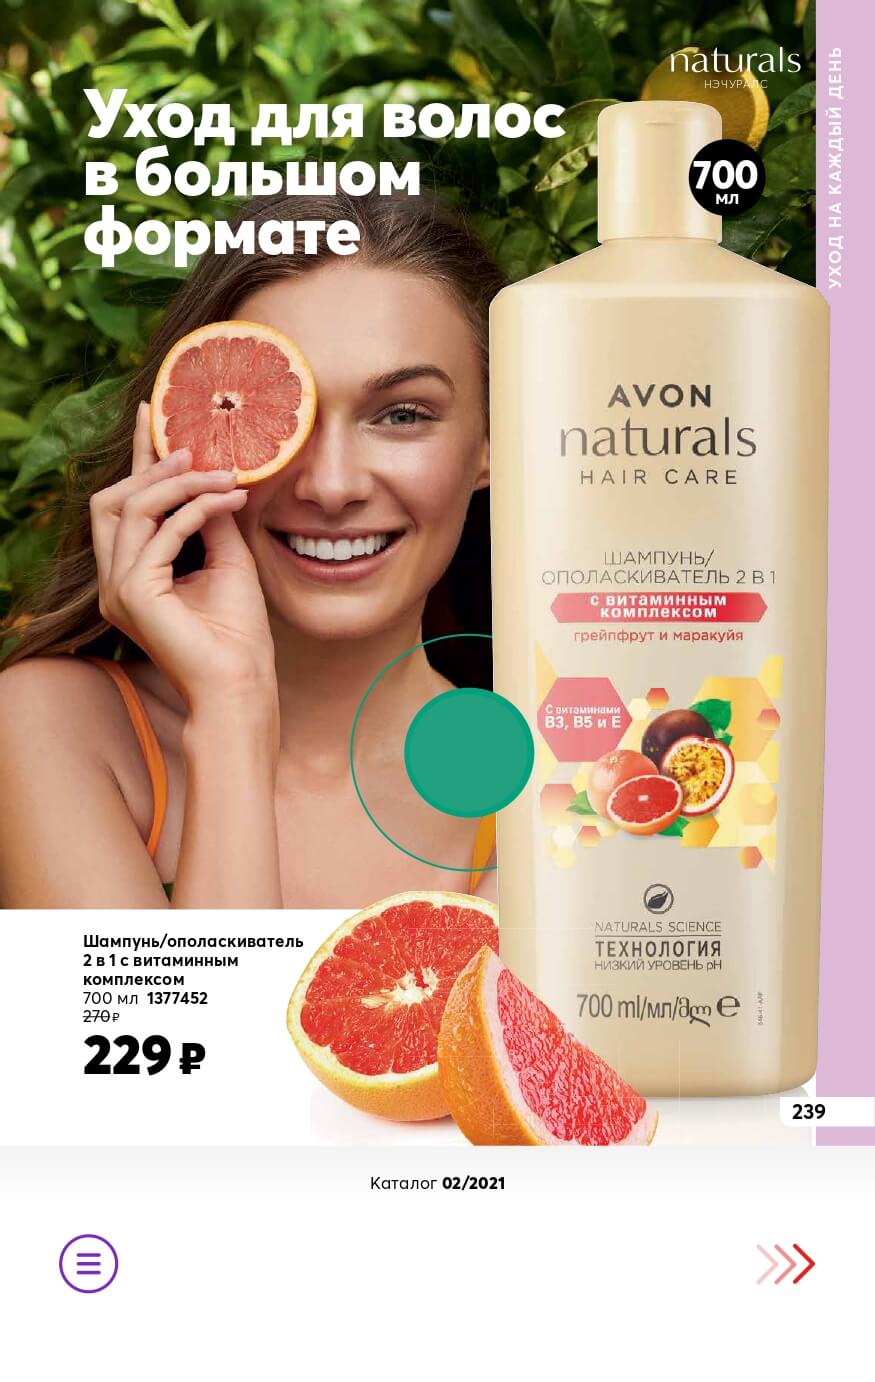 naturals
НЭЧУРАЛС
УХОД НА КАЖДЫЙ ДЕНЬ
Уход для волос
в большом
формате
700
МЛ
AVON
naturals
HAIR CARE
ШАМПУНЬ/
ОПОЛАСКИВАТЕЛЬ 2 В 1
с витаминным
комплексом
грейпфрут и маракуйя
С витаминами
B3, B5 и E
NATURALS SCIENCE
ТЕХНОЛОГИЯ
НИЗКИЙ УРОВЕНЬ pH
700 ml/мл/მლ e
Шампунь/ополаскиватель
2 в 1 с витаминным
комплексом
700 мл 1377452
270 ₽
229 ₽
239
Каталог 02/2021